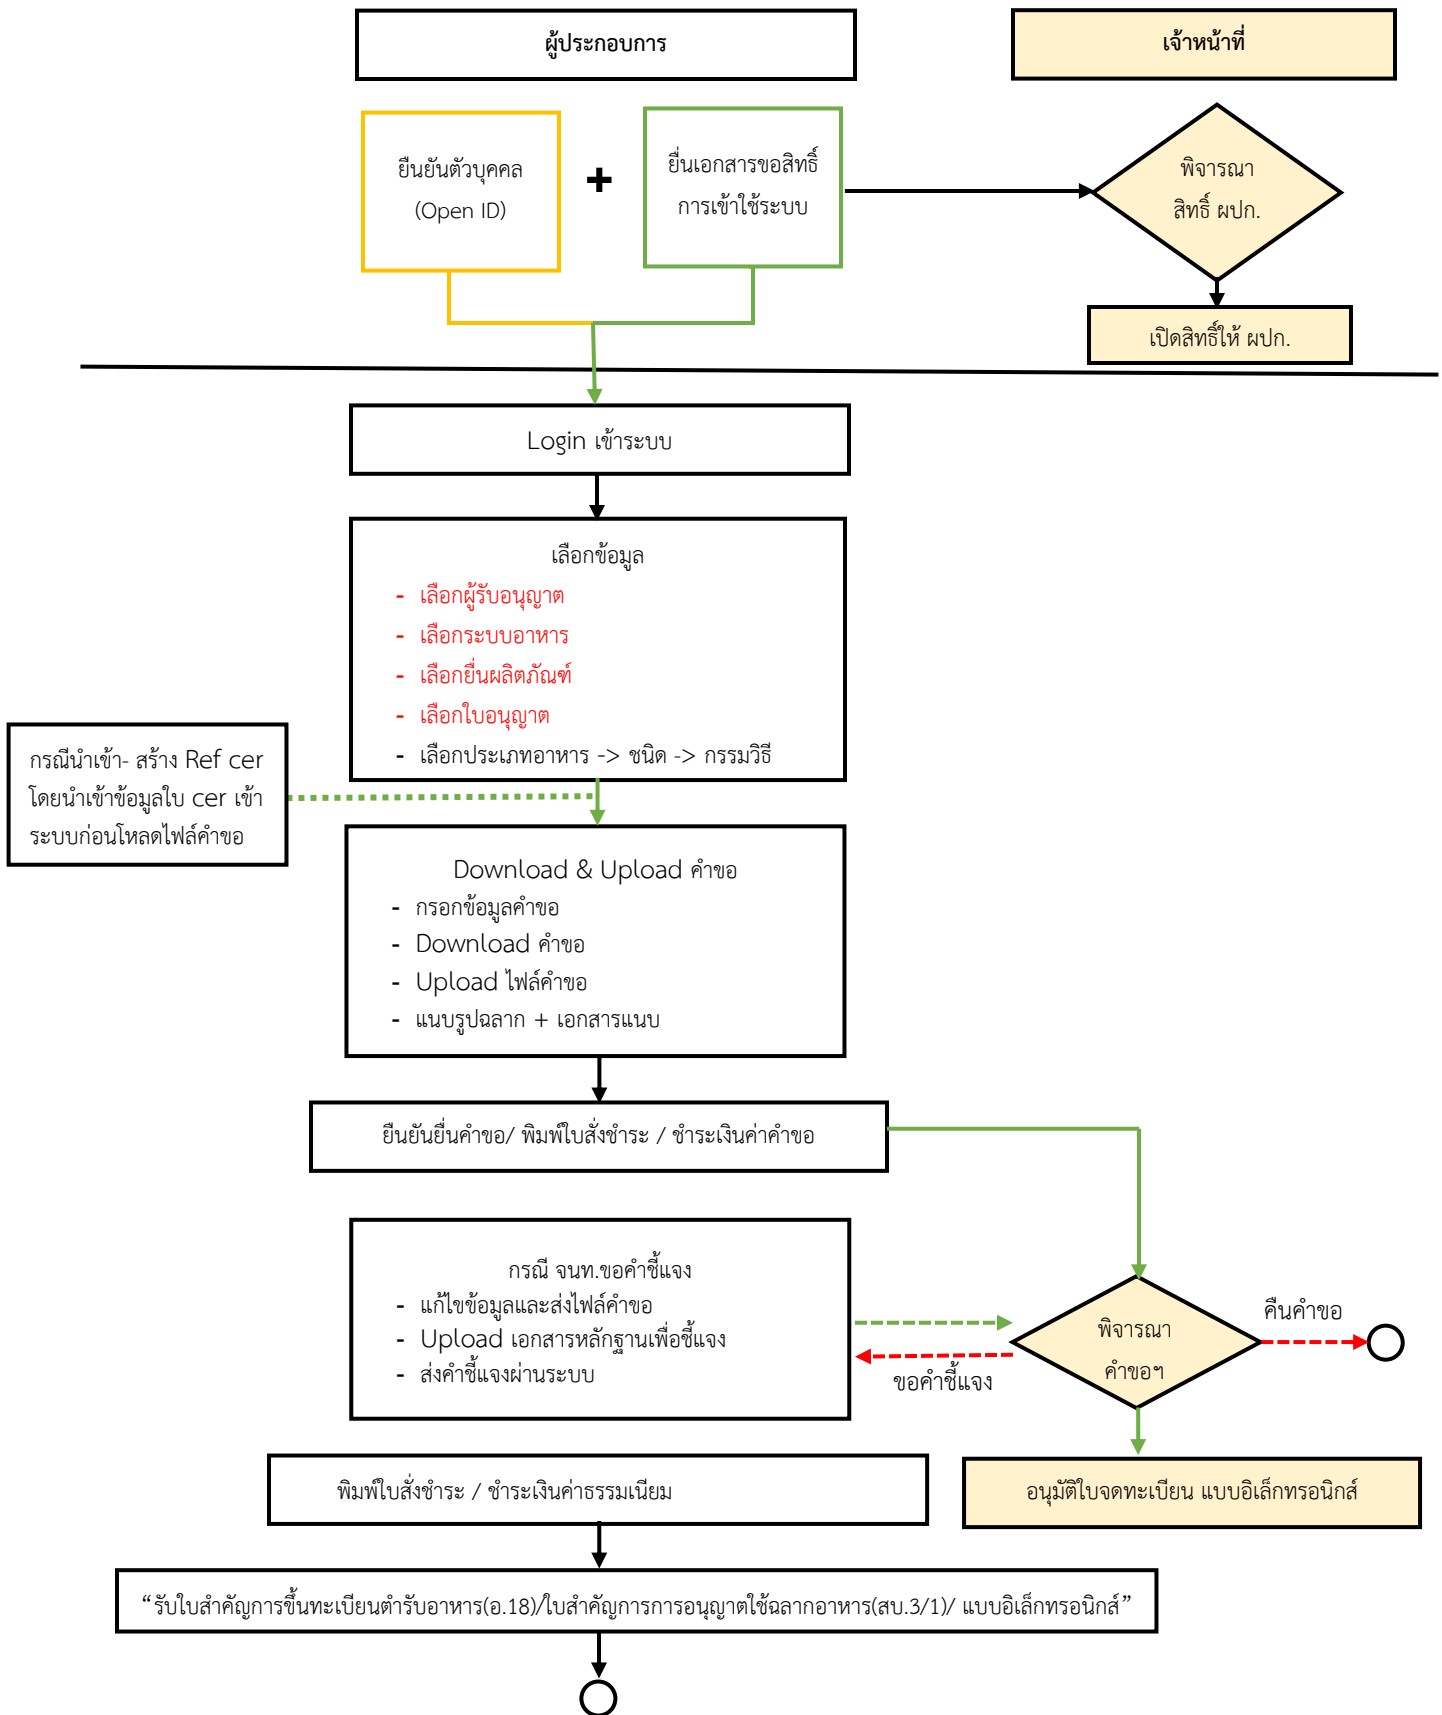 ผู้ประกอบการ
เจ้าหน้าที่
ยืนยันตัวบุคคล
(Open ID)
+
ยื่นเอกสารขอสิทธิ์
การเข้าใช้ระบบ
พิจารณา
สิทธิ์ ผปก.
เปิดสิทธิ์ให้ ผปก.
Login เข้าระบบ
เลือกข้อมูล
- เลือกผู้รับอนุญาต
- เลือกระบบอาหาร
- เลือกยื่นผลิตภัณฑ์
- เลือกใบอนุญาต
- เลือกประเภทอาหาร -> ชนิด -> กรรมวิธี
กรณีนำเข้า- สร้าง Ref cer
โดยนำเข้าข้อมูลใบ cer เข้า
ระบบก่อนโหลดไฟล์คำขอ
Download & Upload คำขอ
- กรอกข้อมูลคำขอ
- Download คำขอ
- Upload ไฟล์คำขอ
- แนบรูปฉลาก + เอกสารแนบ
ยืนยันยื่นคำขอ/ พิมพ์ใบสั่งชำระ / ชำระเงินค่าคำขอ
กรณี จนท.ขอคำชี้แจง
- แก้ไขข้อมูลและส่งไฟล์คำขอ
- Upload เอกสารหลักฐานเพื่อชี้แจง
- ส่งคำชี้แจงผ่านระบบ
ขอคำชี้แจง
พิจารณา
คำขอฯ
คืนคำขอ
พิมพ์ใบสั่งชำระ / ชำระเงินค่าธรรมเนียม
อนุมัติใบจดทะเบียน แบบอิเล็กทรอนิกส์
“รับใบสำคัญการขึ้นทะเบียนตำรับอาหาร(อ.18)/ใบสำคัญการการอนุญาตใช้ฉลากอาหาร(สบ.3/1)/ แบบอิเล็กทรอนิกส์”